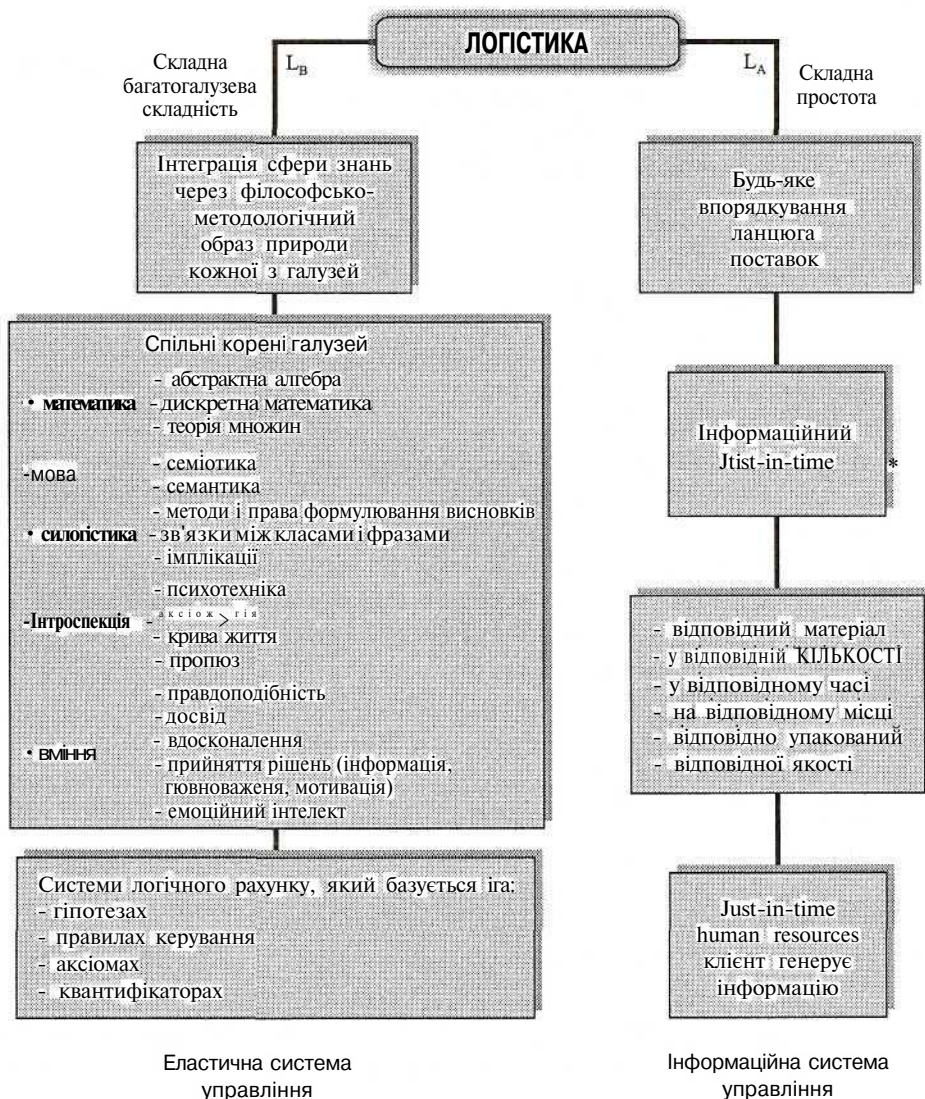 ЛОГІСТИКА
L_B
Складна
багатогалузева
складність
Інтеграція сфери знань
через філософсько-
методологічний
образ природи
кожної з галузей
Спільні корені галузей
• математика
- абстрактна алгебра
- дискретна математика
- теорія множин
-мова
- семіотика
- семантика
• силогістика
- методи і права формулювання висновків
- зв'язки між класами і фразами
- імплікації
-Інтроспекція
- психотехніка
- аксіож > гія
- крива життя
- пропюз
• вміння
- правдоподібність
- досвід
- вдосконалення
- прийняття рішень (інформація,
гювноваженя, мотивація)
- емоційний інтелект
Системи логічного рахунку, який базується іга:
- гіпотезах
- правилах керування
- аксіомах
- квантифікаторах
Еластична система
управління
L_A
Складна
простота
Будь-яке
впорядкування
ланцюга
поставок
Інформаційний
Jtist-in-time *
- відповідний матеріал
- у відповідній КІЛЬКОСТІ
- у відповідному часі
- на відповідному місці
- відповідно упакований
- відповідної якості
Just-in-time
human resources
клієнт генерує
інформацію
Інформаційна система
управління